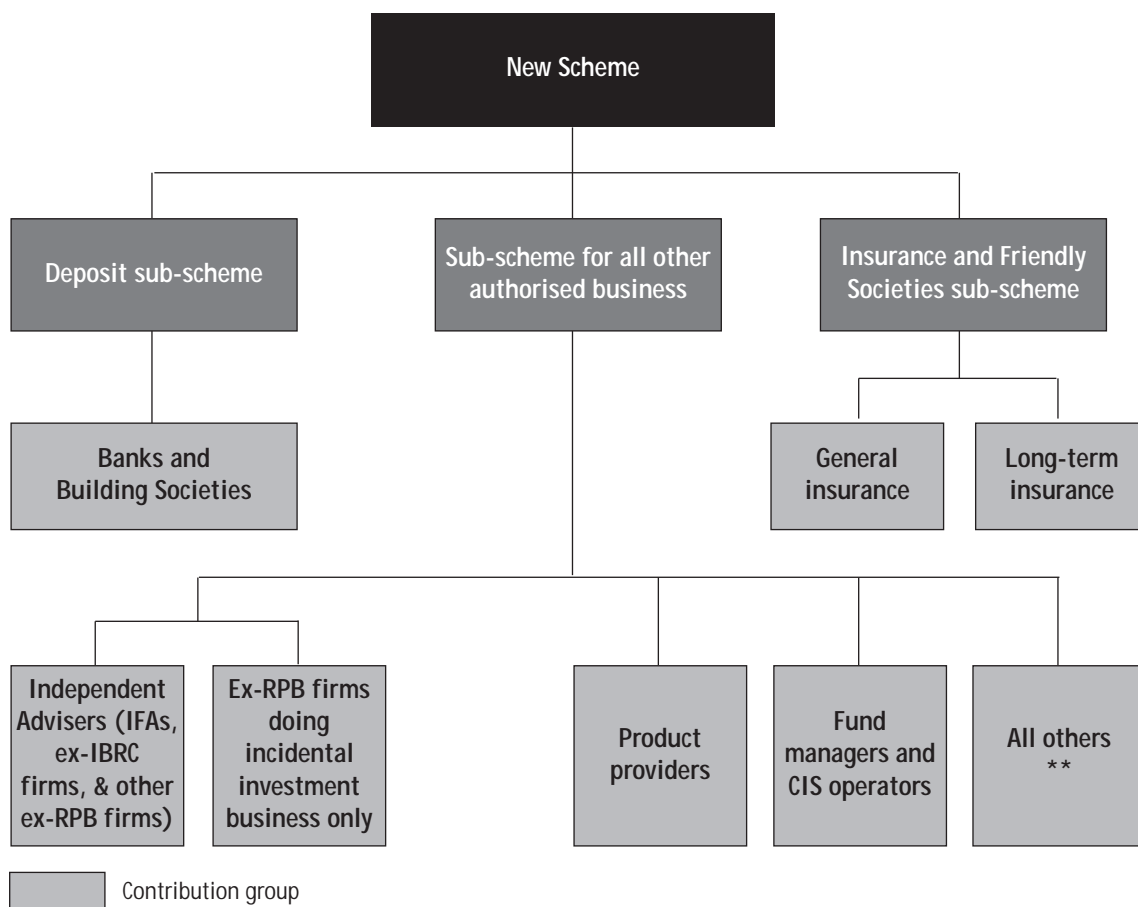 New Scheme
Deposit sub-scheme
Sub-scheme for all other
authorised business
Insurance and Friendly
Societies sub-scheme
Banks and
Building Societies
General
insurance
Long-term
insurance
Independent
Advisers (IFAs,
ex-IBRC
firms, & other
ex-RPB firms)
Ex-RPB firms
doing
incidental
investment
business only
Product
providers
Fund
managers and
CIS operators
All others
**
Contribution group